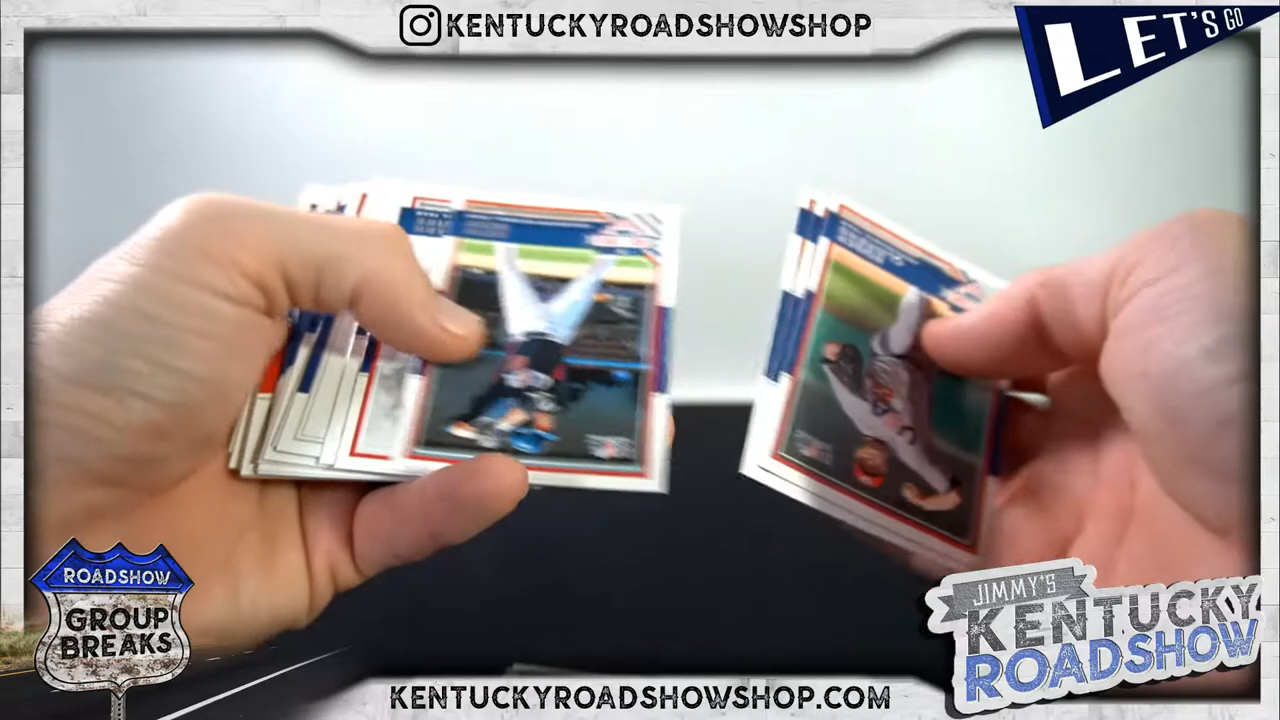 KENTUCKYROADSHOWSHOP
LET'S GO
ROADSHOW
GROUP
BREAKS
JIMMY'S
KENTUCKY
ROADSHOW
KENTUCKYROADSHOWSHOP.COM